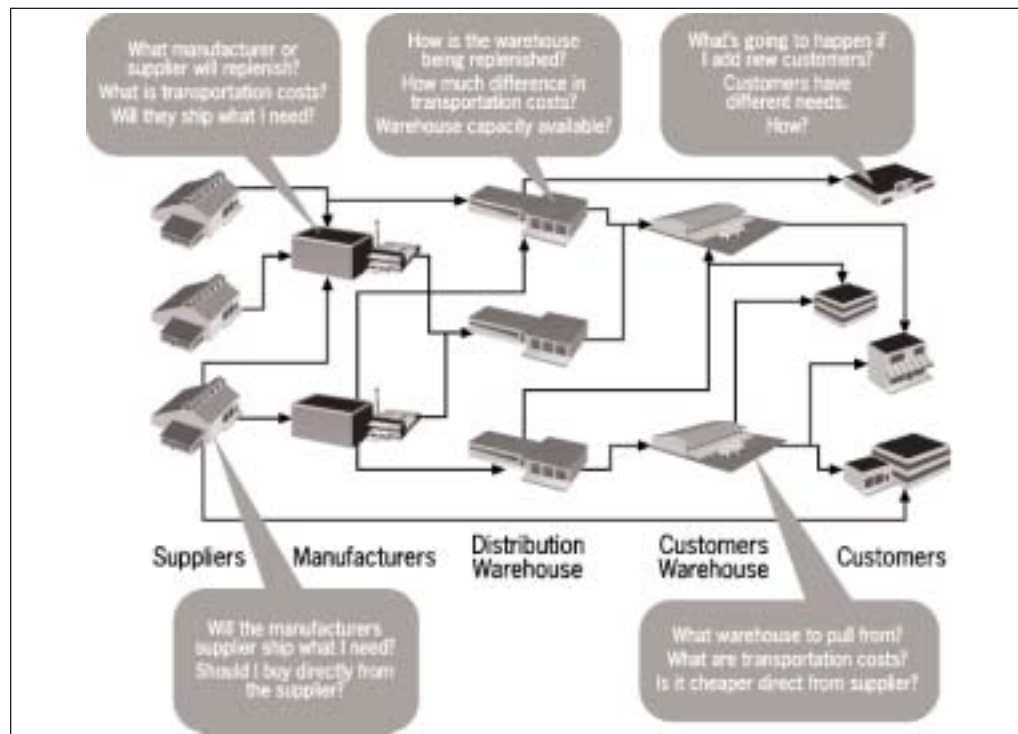 What manufacturer or
supplier will replenish?
What is transportation costs?
Will they ship what I need?
How is the warehouse
being replenished?
How much difference in
transportation costs?
Warehouse capacity available?
What's going to happen if
I add new customers?
Customers have
different needs.
How?
Suppliers
Manufacturers
Distribution
Warehouse
Customers
Warehouse
Customers
Will the manufacturers
supplier ship what I need?
Should I buy directly from
the supplier?
What warehouse to pull from?
What are transportation costs?
Is it cheaper direct from supplier?